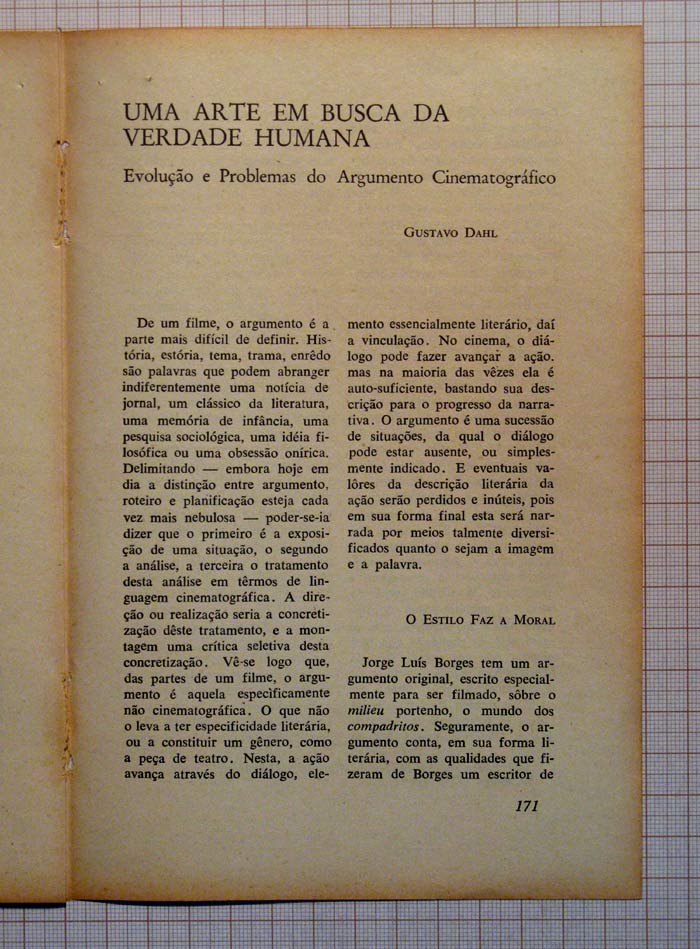 UMA ARTE EM BUSCA DA
VERDADE HUMANA
Evolução e Problemas do Argumento Cinematográfico
GUSTAVO DAHL
De um filme, o argumento é a
parte mais difícil de definir. His-
tória, estória, tema, trama, enrêdo
são palavras que podem abranger
indiferentemente uma notícia de
jornal, um clássico da literatura,
uma memória de infância, uma
pesquisa sociológica, uma idéia fi-
losófica ou uma obsessão onírica.
Delimitando — embora hoje em
dia a distinção entre argumento,
roteiro e planificação esteja cada
vez mais nebulosa — poder-se-ia
dizer que o primeiro é a exposi-
ção de uma situação, o segundo
a análise, a terceira o tratamento
desta análise em têrmos de lin-
guagem cinematográfica. A dire-
ção ou realização seria a concreti-
zação dêste tratamento, e a mon-
tagem uma crítica seletiva desta
concretização. Vê-se logo que,
das partes de um filme, o argu-
mento é aquela especìficamente
não cinematográfica. O que não
o leva a ter especificidade literária,
ou a constituir um gênero, como
a peça de teatro. Nesta, a ação
avança através do diálogo, ele-
mento essencialmente literário, daí
a vinculação. No cinema, o diá-
logo pode fazer avançar a ação.
mas na maioria das vêzes ela é
auto-suficiente, bastando sua des-
crição para o progresso da narra-
tiva. O argumento é uma sucessão
de situações, da qual o diálogo
pode estar ausente, ou simples-
mente indicado. E eventuais va-
lôres da descrição literária da
ação serão perdidos e inúteis, pois
em sua forma final esta será nar-
rada por meios talmente diversi-
ficados quanto o sejam a imagem
e a palavra.
O ESTILO FAZ A MORAL
Jorge Luís Borges tem um ar-
gumento original, escrito especial-
mente para ser filmado, sôbre o
milieu portenho, o mundo dos
compadritos. Seguramente, o ar-
gumento conta, em sua forma li-
terária, com as qualidades que fi-
zeram de Borges um escritor de
171